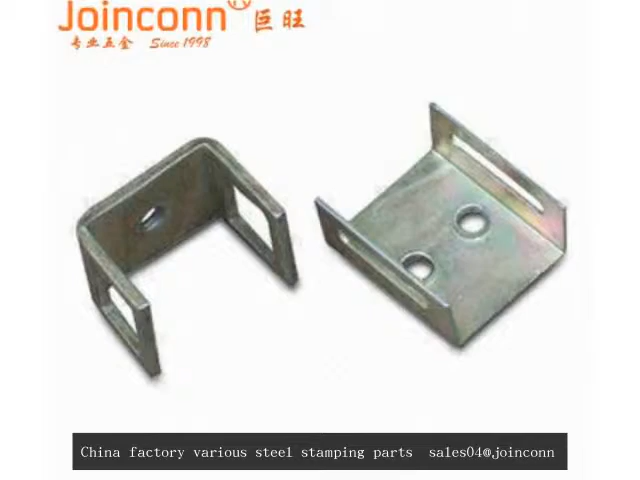 Joinconn® 巨旺
专业五金 Since 1998
China factory various steel stamping parts sales04@joinconn